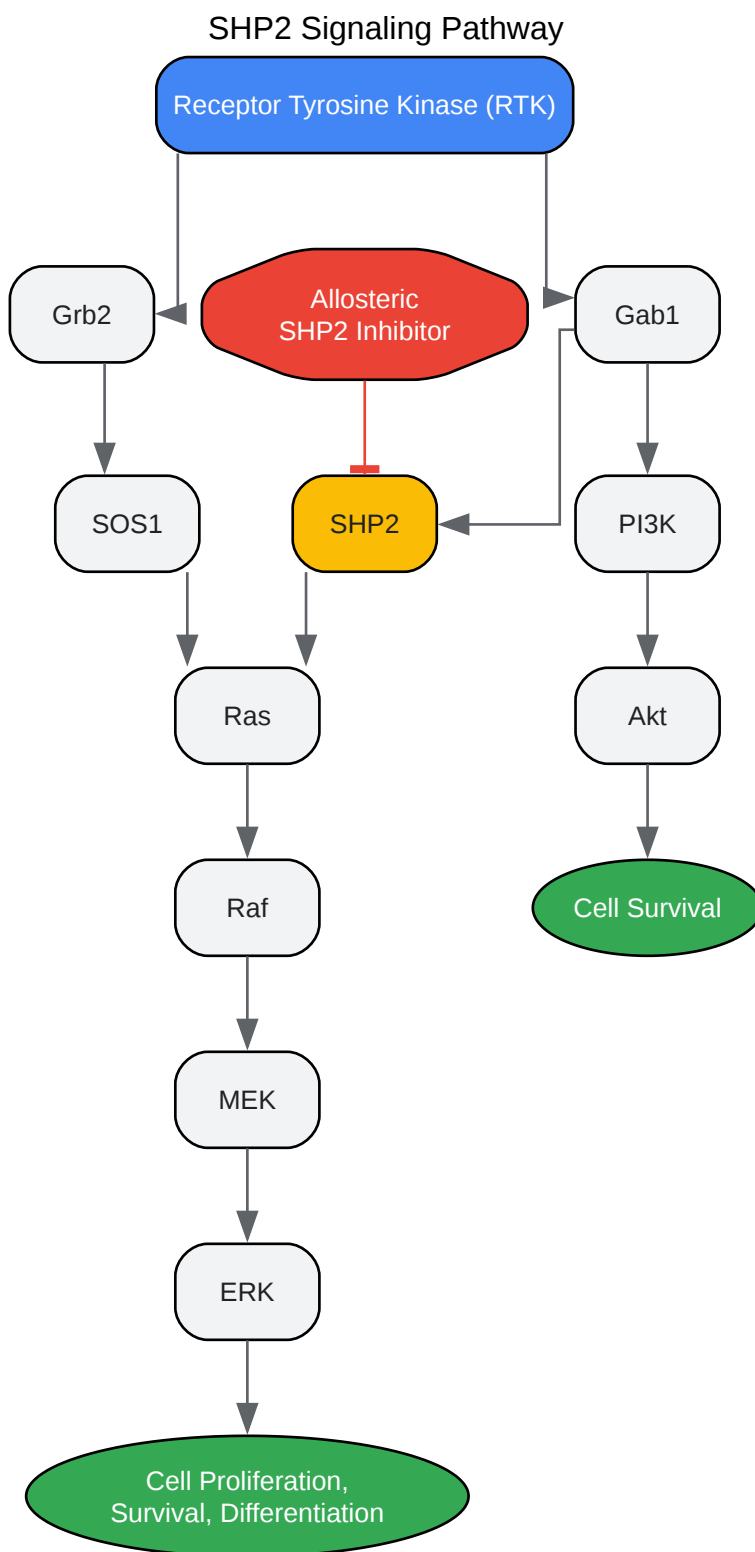 SHP2 Signaling Pathway
Receptor Tyrosine Kinase (RTK)
Grb2
Allosteric
SHP2 Inhibitor
Gab1
SOS1
SHP2
PI3K
Ras
Akt
Raf
Cell Survival
MEK
ERK
Cell Proliferation,
Survival, Differentiation